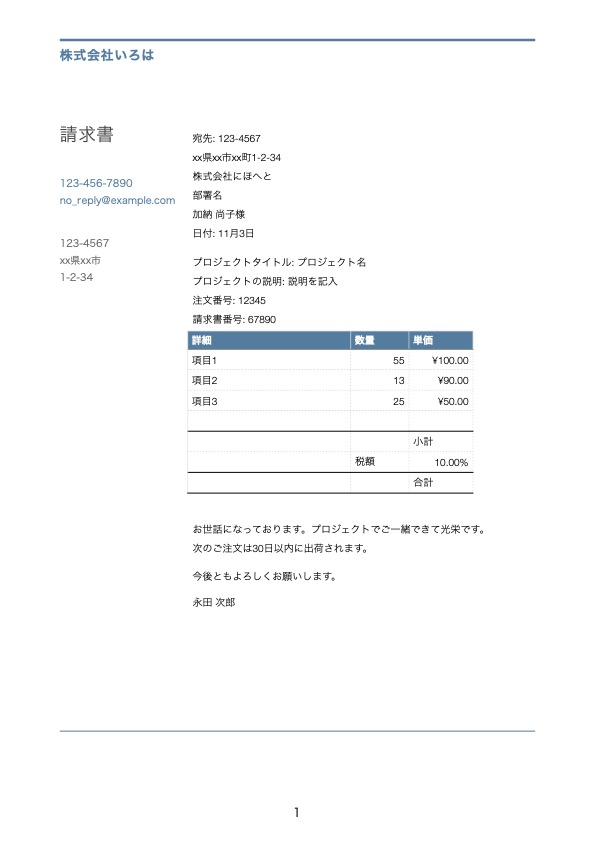 株式会社いろは
請求書
123-456-7890
no_reply@example.com
123-4567
xx県xx市
1-2-34
宛先: 123-4567
xx県xx市xx町1-2-34
株式会社にほへと
部署名
加納 尚子様
日付: 11月3日
プロジェクトタイトル: プロジェクト名
プロジェクトの説明: 説明を記入
注文番号: 12345
請求書番号: 67890
詳細 数量 単価
項目1 55 ¥100.00
項目2 13 ¥90.00
項目3 25 ¥50.00
小計
税額 10.00%
合計
お世話になっております。プロジェクトでご一緒できて光栄です。
次のご注文は30日以内に出荷されます。
今後ともよろしくお願いします。
永田 次郎
1